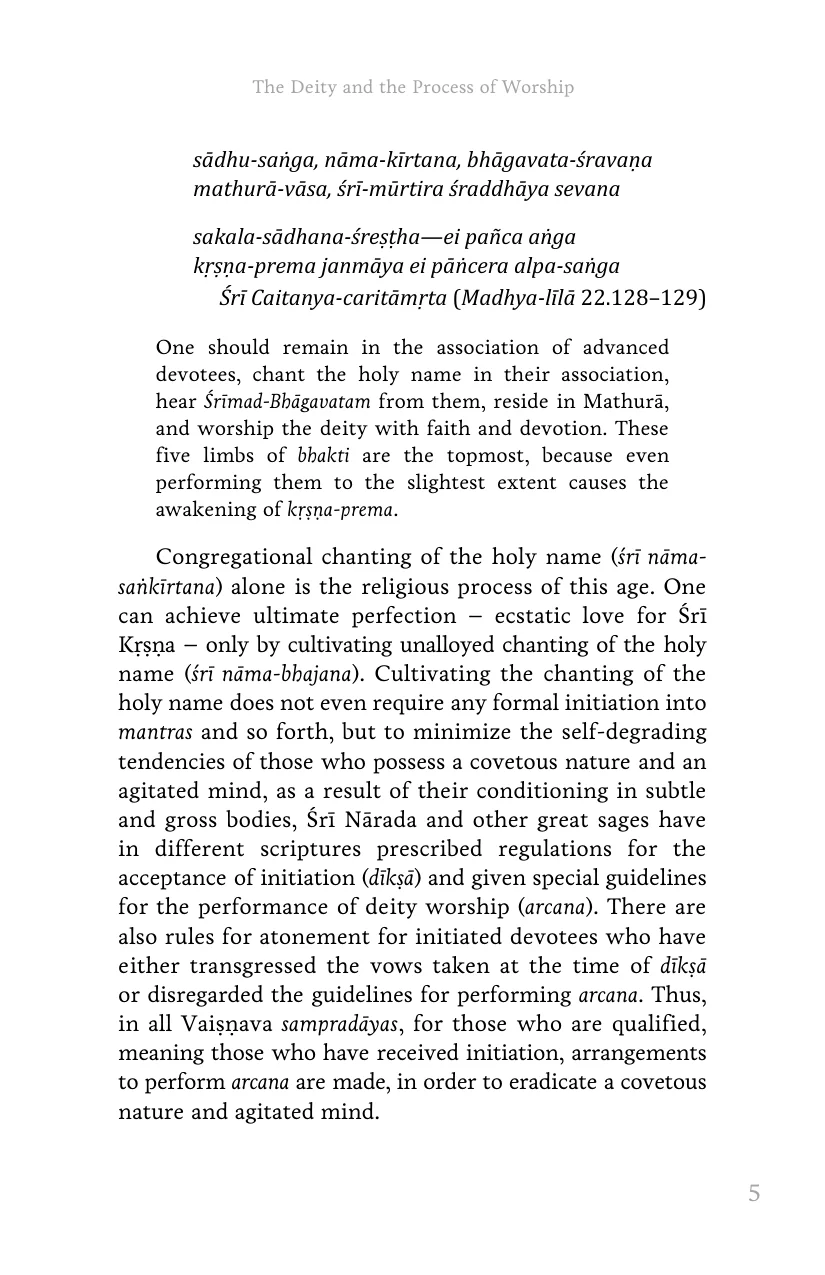 The Deity and the Process of Worship
sādhu-saṅga, nāma-kīrtana, bhāgavata-śravaṇa
mathurā-vāsa, śrī-mūrtira śraddhāya sevana
sakala-sādhana-śreṣṭha—ei pañca aṅga
kṛṣṇa-prema janmāya ei pāṅcera alpa-saṅga
Śrī Caitanya-caritāmṛta (Madhya-līlā 22.128–129)
One should remain in the association of advanced
devotees, chant the holy name in their association,
hear Śrīmad-Bhāgavatam from them, reside in Mathurā,
and worship the deity with faith and devotion. These
five limbs of bhakti are the topmost, because even
performing them to the slightest extent causes the
awakening of kṛṣṇa-prema.
Congregational chanting of the holy name (śrī nāma-
saṅkīrtana) alone is the religious process of this age. One
can achieve ultimate perfection – ecstatic love for Śrī
Kṛṣṇa – only by cultivating unalloyed chanting of the holy
name (śrī nāma-bhajana). Cultivating the chanting of the
holy name does not even require any formal initiation into
mantras and so forth, but to minimize the self-degrading
tendencies of those who possess a covetous nature and an
agitated mind, as a result of their conditioning in subtle
and gross bodies, Śrī Nārada and other great sages have
in different scriptures prescribed regulations for the
acceptance of initiation (dīkṣā) and given special guidelines
for the performance of deity worship (arcana). There are
also rules for atonement for initiated devotees who have
either transgressed the vows taken at the time of dīkṣā
or disregarded the guidelines for performing arcana. Thus,
in all Vaiṣṇava sampradāyas, for those who are qualified,
meaning those who have received initiation, arrangements
to perform arcana are made, in order to eradicate a covetous
nature and agitated mind.
5